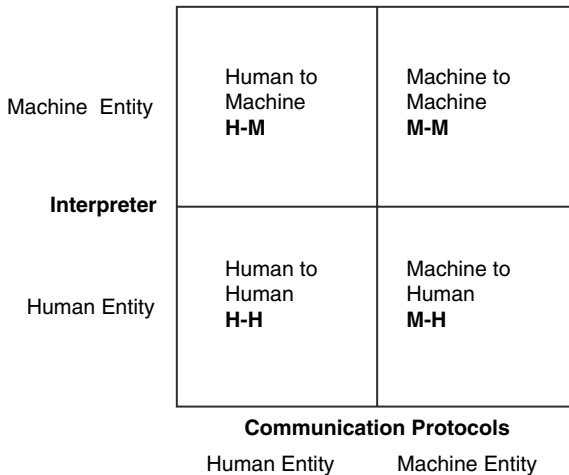 Human to
Machine
H-M
Machine to
Machine
M-M
Machine Entity
Interpreter
Human to
Human
H-H
Machine to
Human
M-H
Human Entity
Communication Protocols
Human Entity
Machine Entity